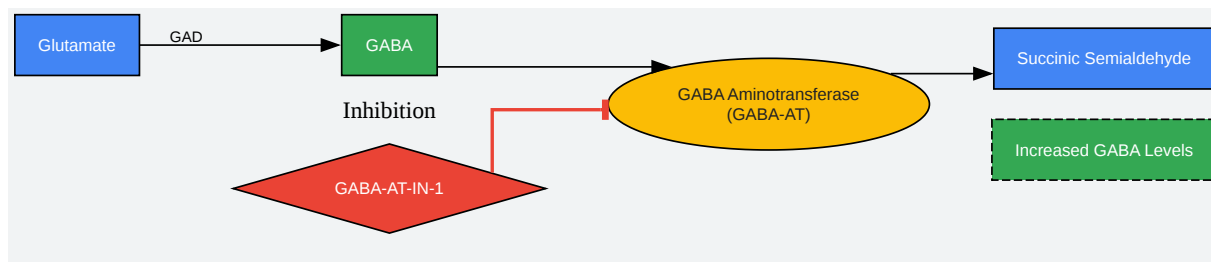 Glutamate
GAD
GABA
GABA Aminotransferase
(GABA-AT)
Succinic Semialdehyde
Inhibition
GABA-AT-IN-1
Increased GABA Levels